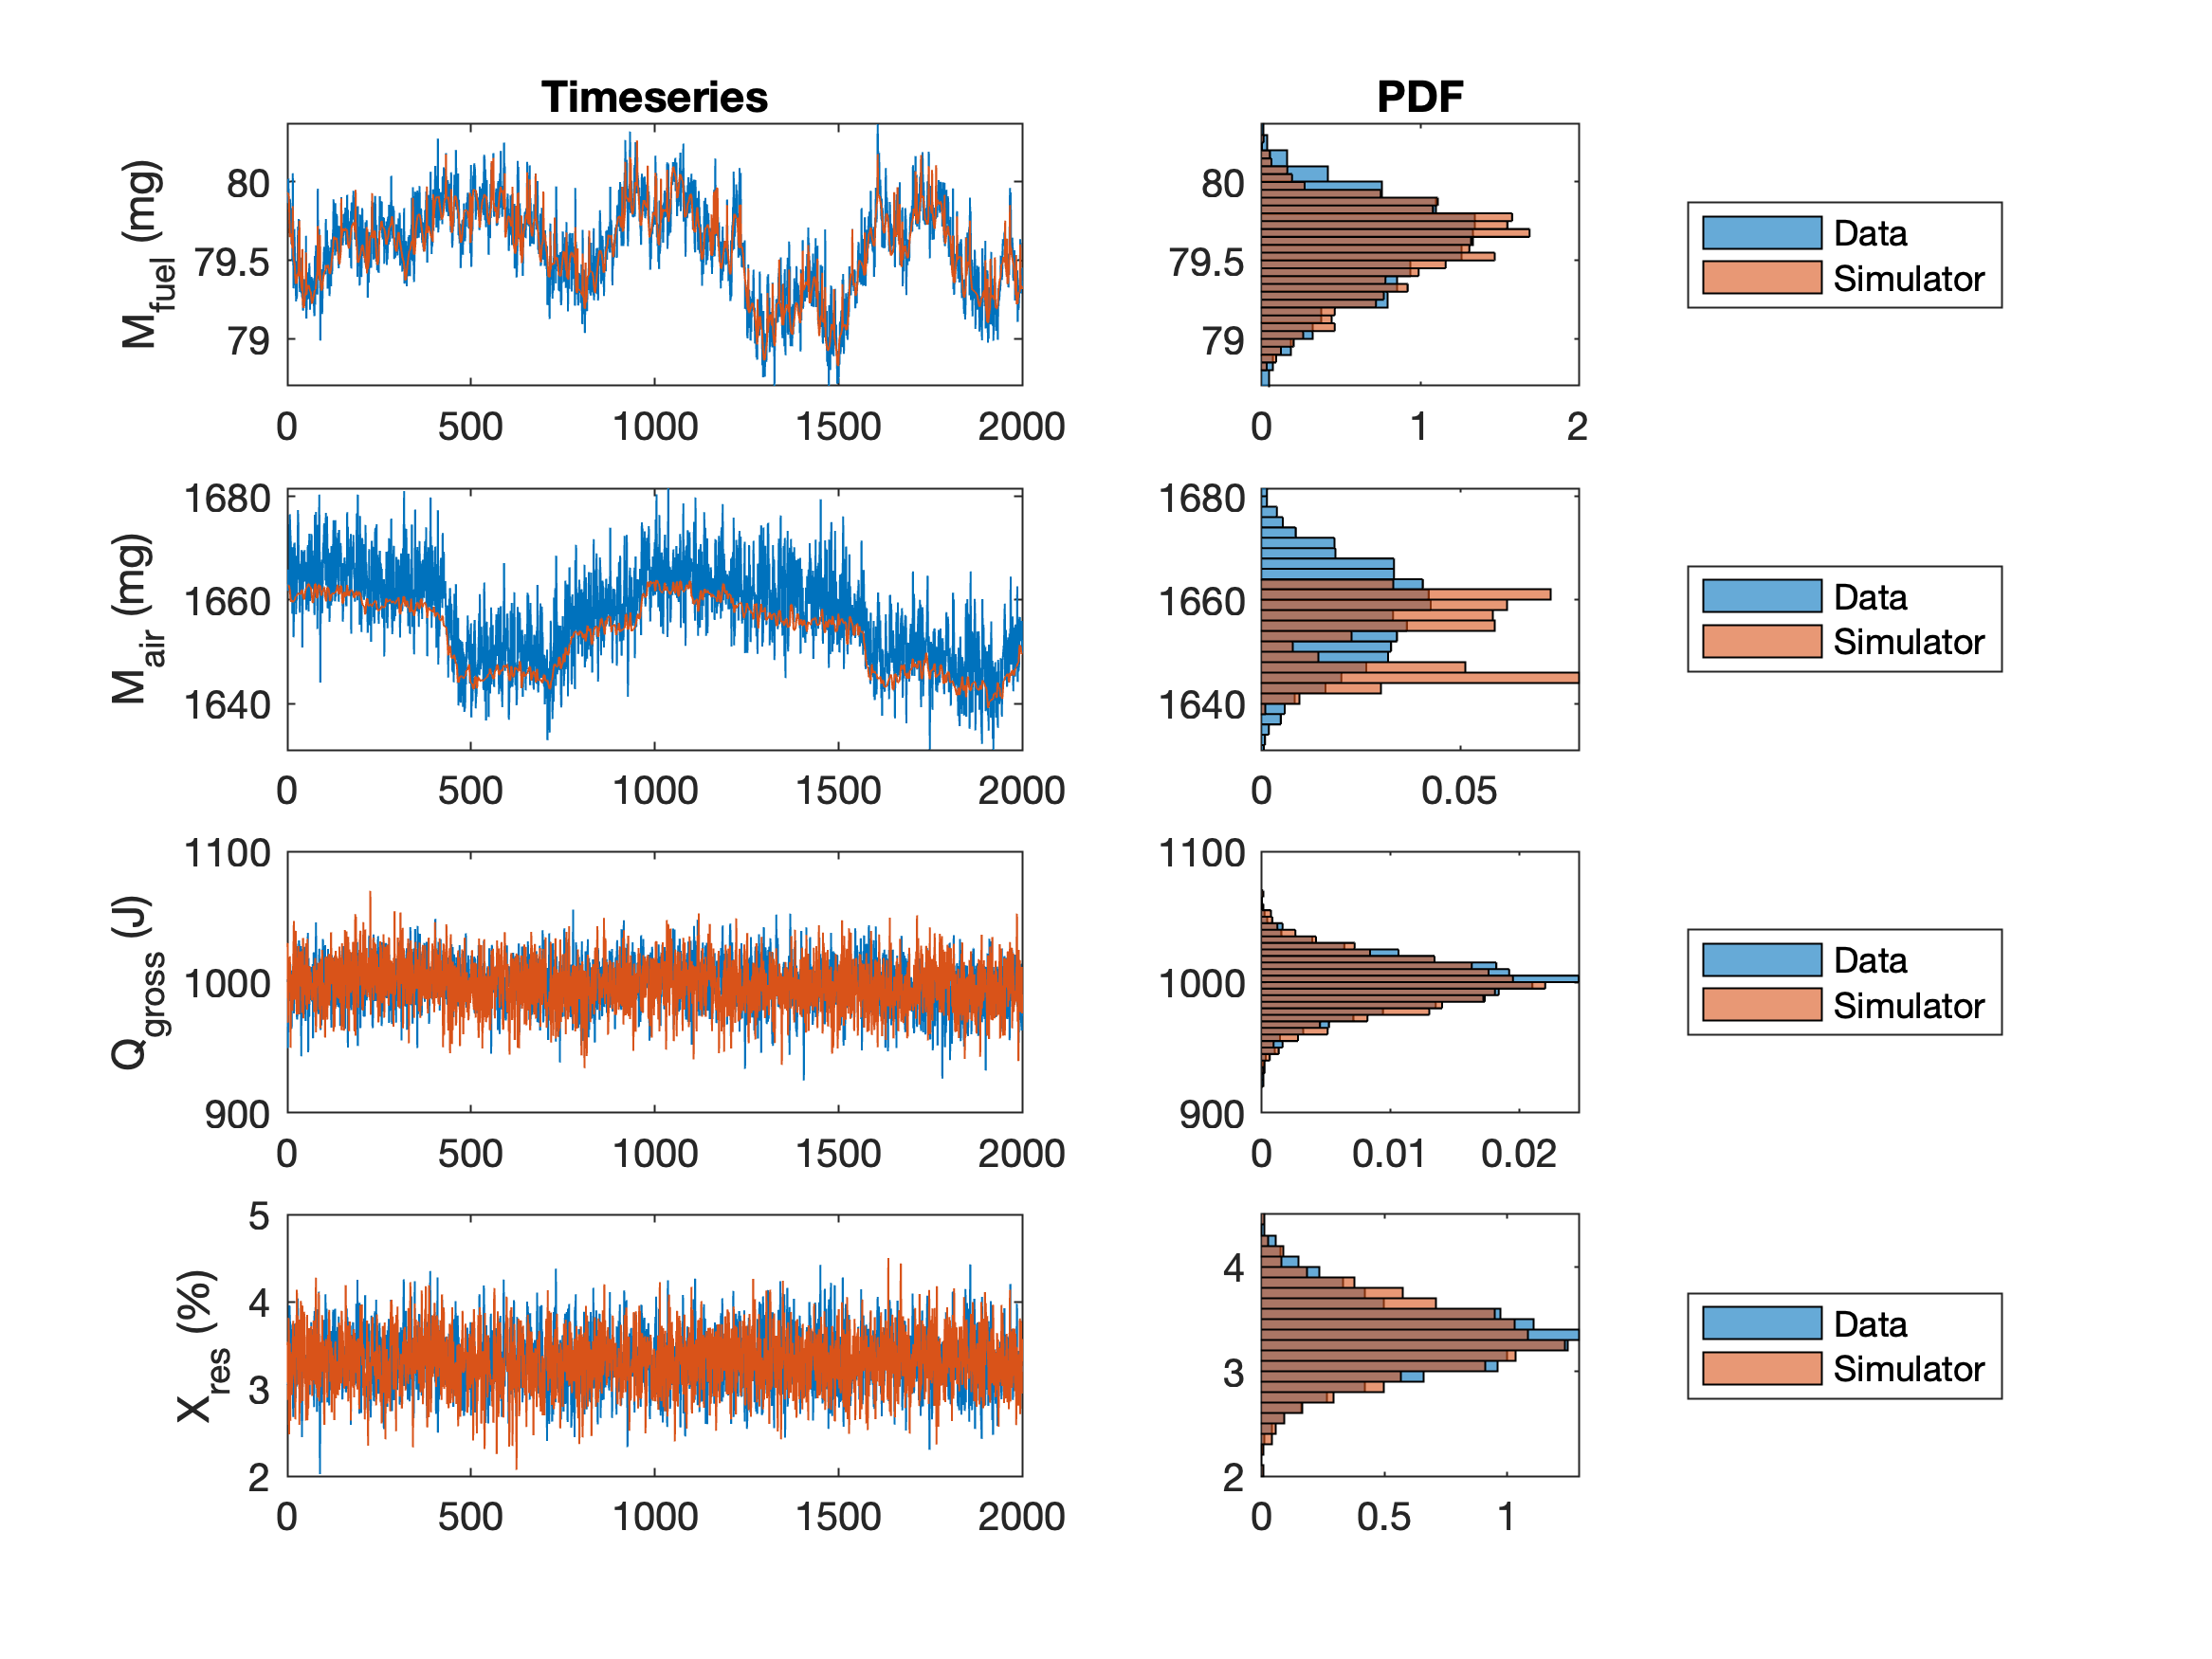 Timeseries
PDF
M_fuel (mg)
80
79.5
79
0 500 1000 1500 2000
80
79.5
79
0 1 2
Data
Simulator
M_air (mg)
1680
1660
1640
0 500 1000 1500 2000
1680
1660
1640
0 0.05
Data
Simulator
Q_gross (J)
1100
1000
900
0 500 1000 1500 2000
1100
1000
900
0 0.01 0.02
Data
Simulator
X_res (%)
5
4
3
2
0 500 1000 1500 2000
4
3
2
0 0.5 1
Data
Simulator